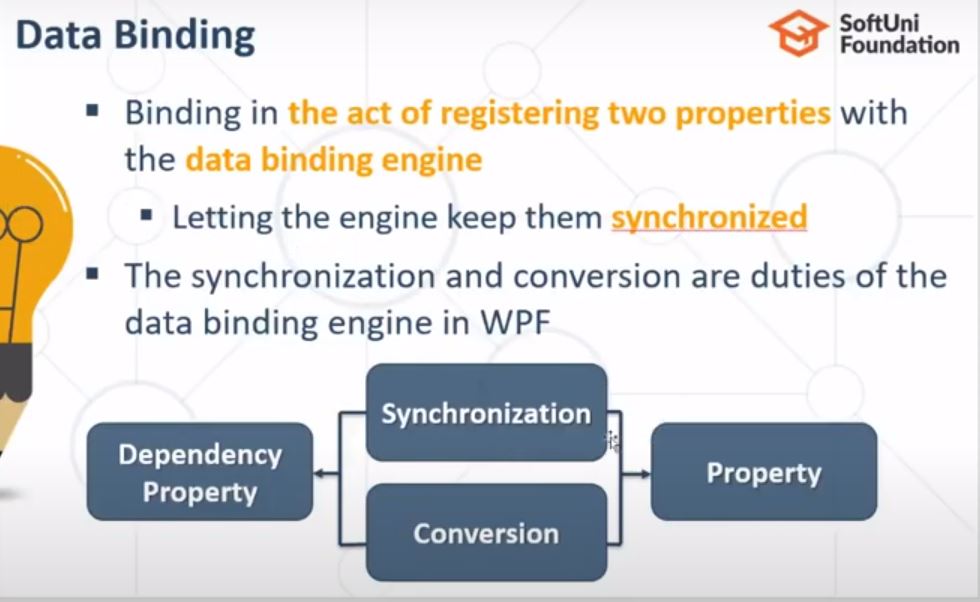 Data Binding
SoftUni
Foundation
▪ Binding in the act of registering two properties with
the data binding engine
▪ Letting the engine keep them synchronized
▪ The synchronization and conversion are duties of the
data binding engine in WPF
Synchronization
Dependency
Property
Property
Conversion